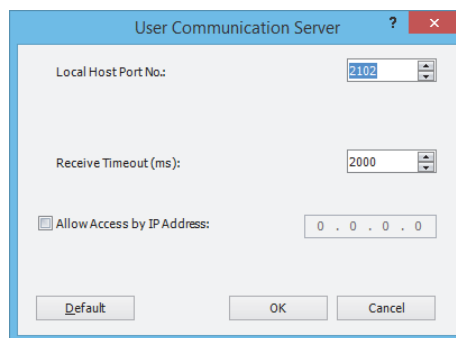 User Communication Server ?
Local Host Port No.: 2102
Receive Timeout (ms): 2000
Allow Access by IP Address: 0 . 0 . 0 . 0
Default OK Cancel